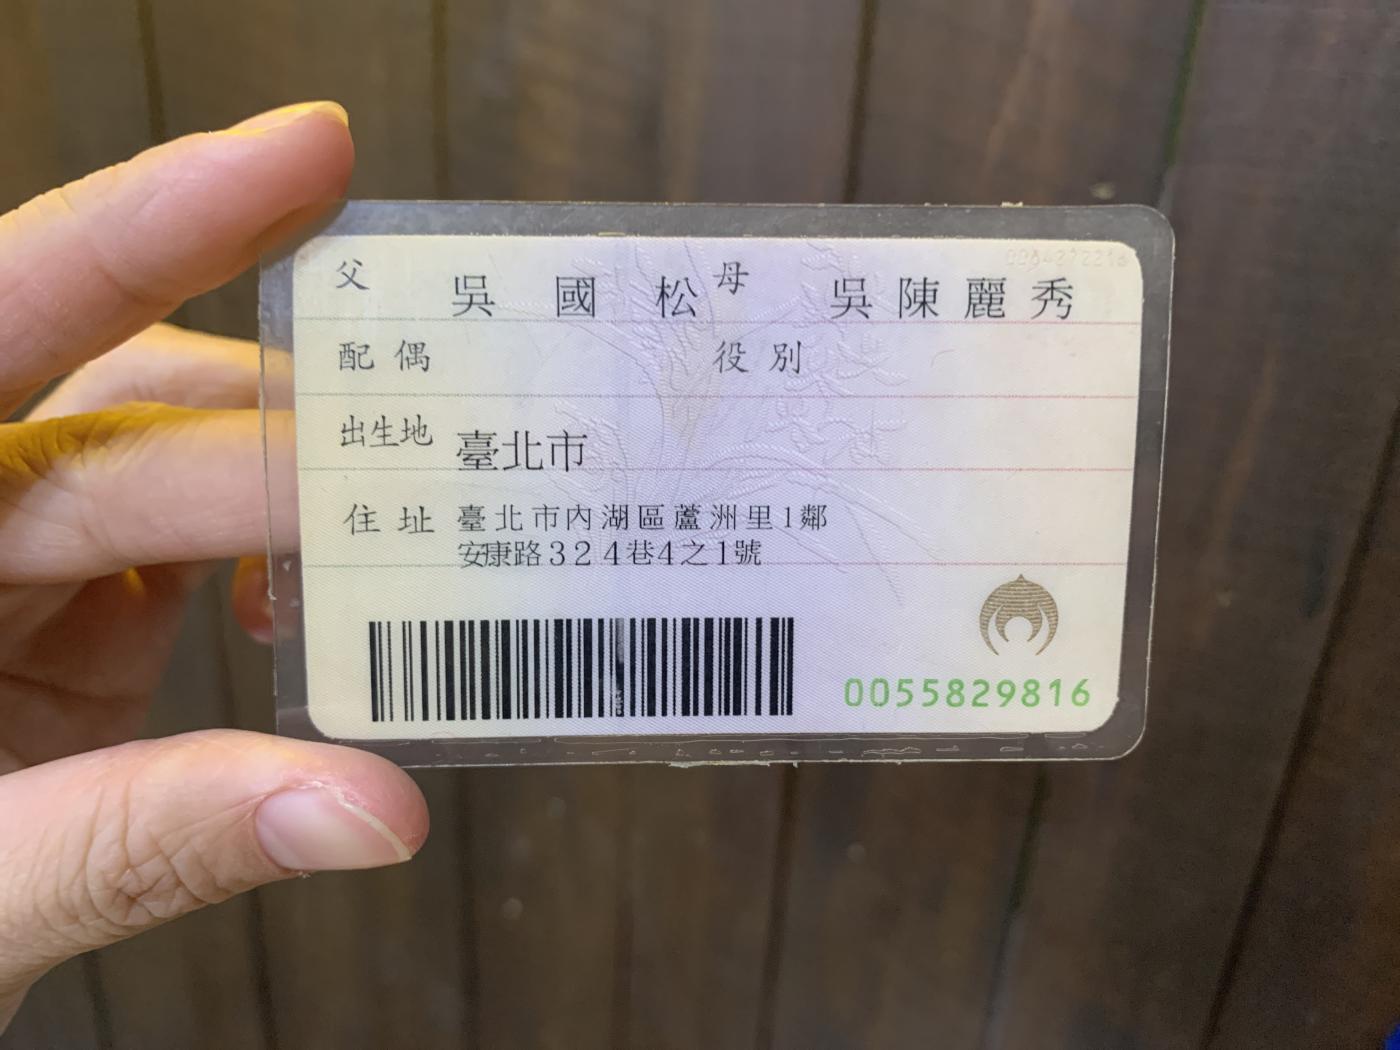 父 吳國松 母 吳陳麗秀
配偶 役別
出生地 臺北市
住址 臺北市內湖區蘆洲里1鄰
安康路324巷4之1號
0055829816